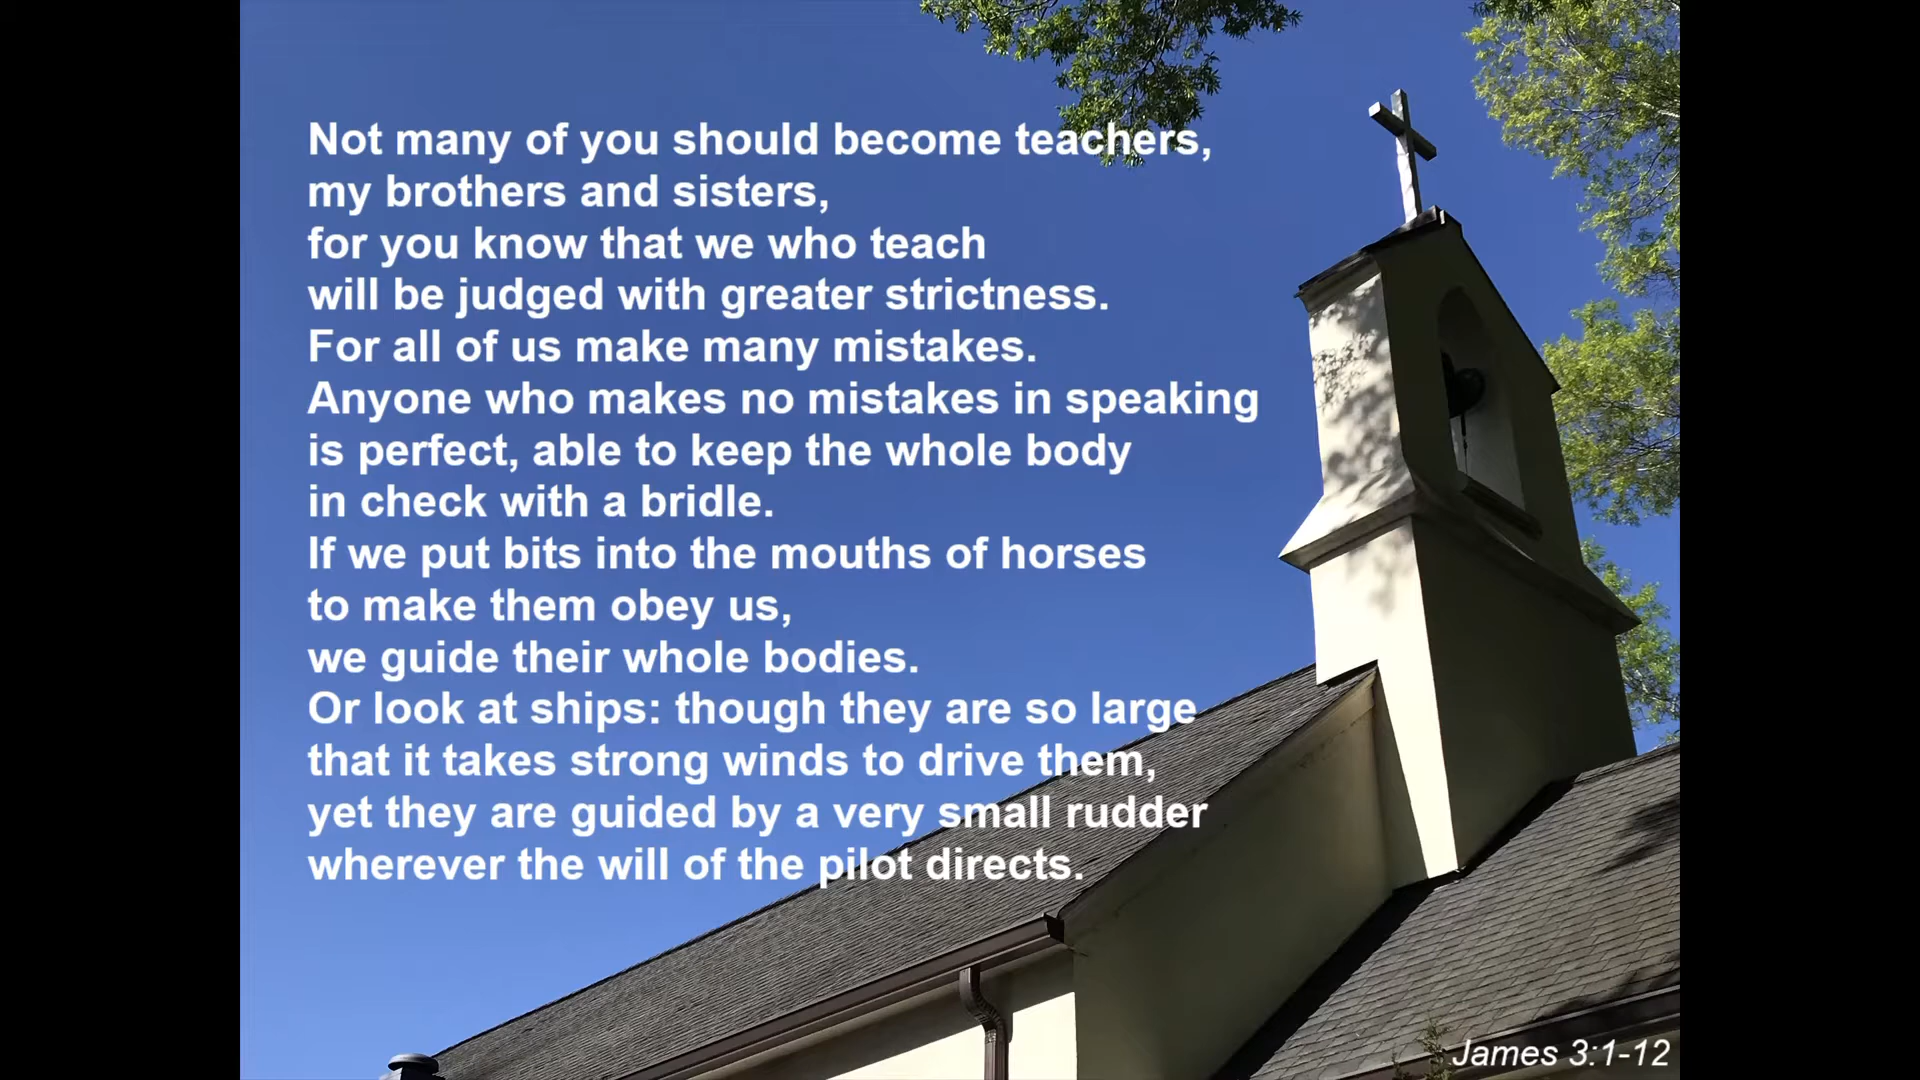 Not many of you should become teachers,
my brothers and sisters,
for you know that we who teach
will be judged with greater strictness.
For all of us make many mistakes.
Anyone who makes no mistakes in speaking
is perfect, able to keep the whole body
in check with a bridle.
If we put bits into the mouths of horses
to make them obey us,
we guide their whole bodies.
Or look at ships: though they are so large
that it takes strong winds to drive them,
yet they are guided by a very small rudder
wherever the will of the pilot directs.
James 3:1-12